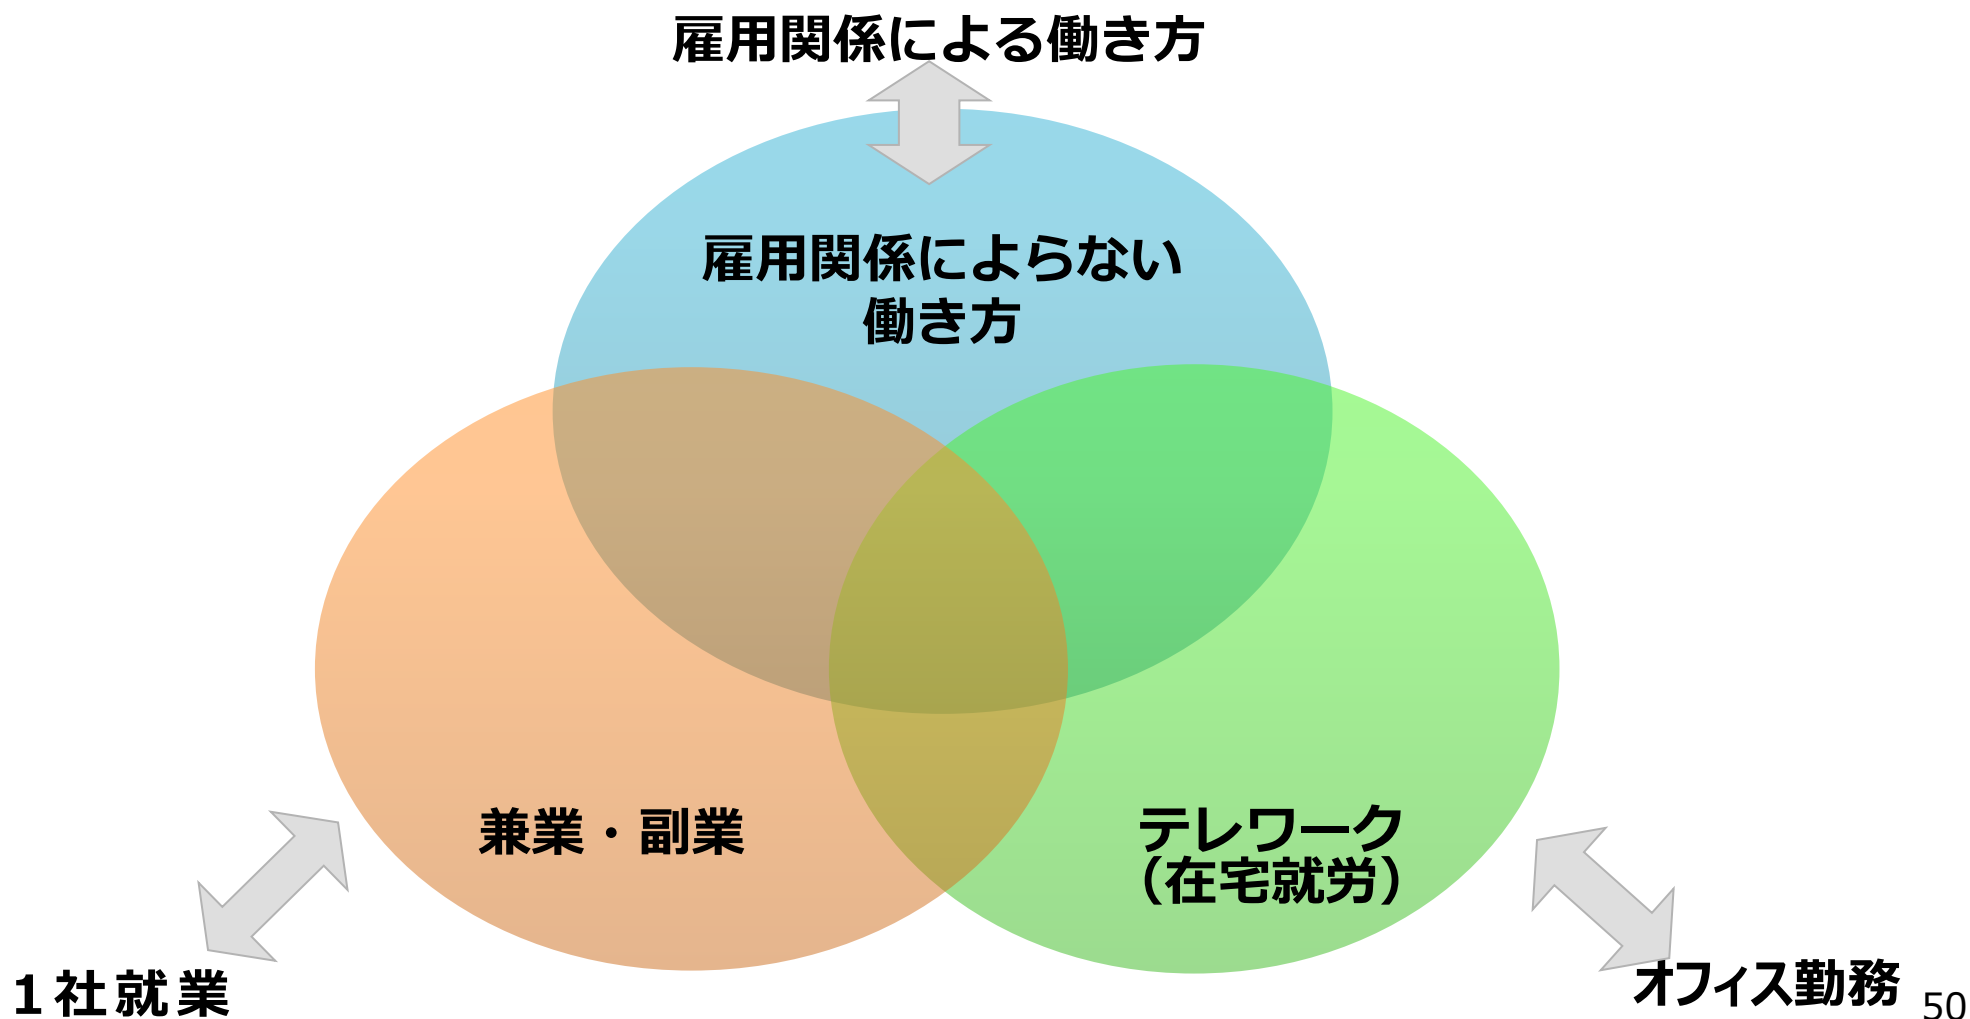 雇用関係による働き方
雇用関係によらない
働き方
兼業・副業
テレワーク
（在宅就労）
1社就業
オフィス勤務
50